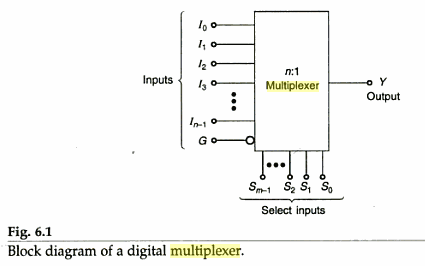 I0
I1
I2
I3
In−1
G
Inputs
n:1
Multiplexer
Y
Output
Sm−1 S2 S1 S0
Select inputs
Fig. 6.1
Block diagram of a digital multiplexer.